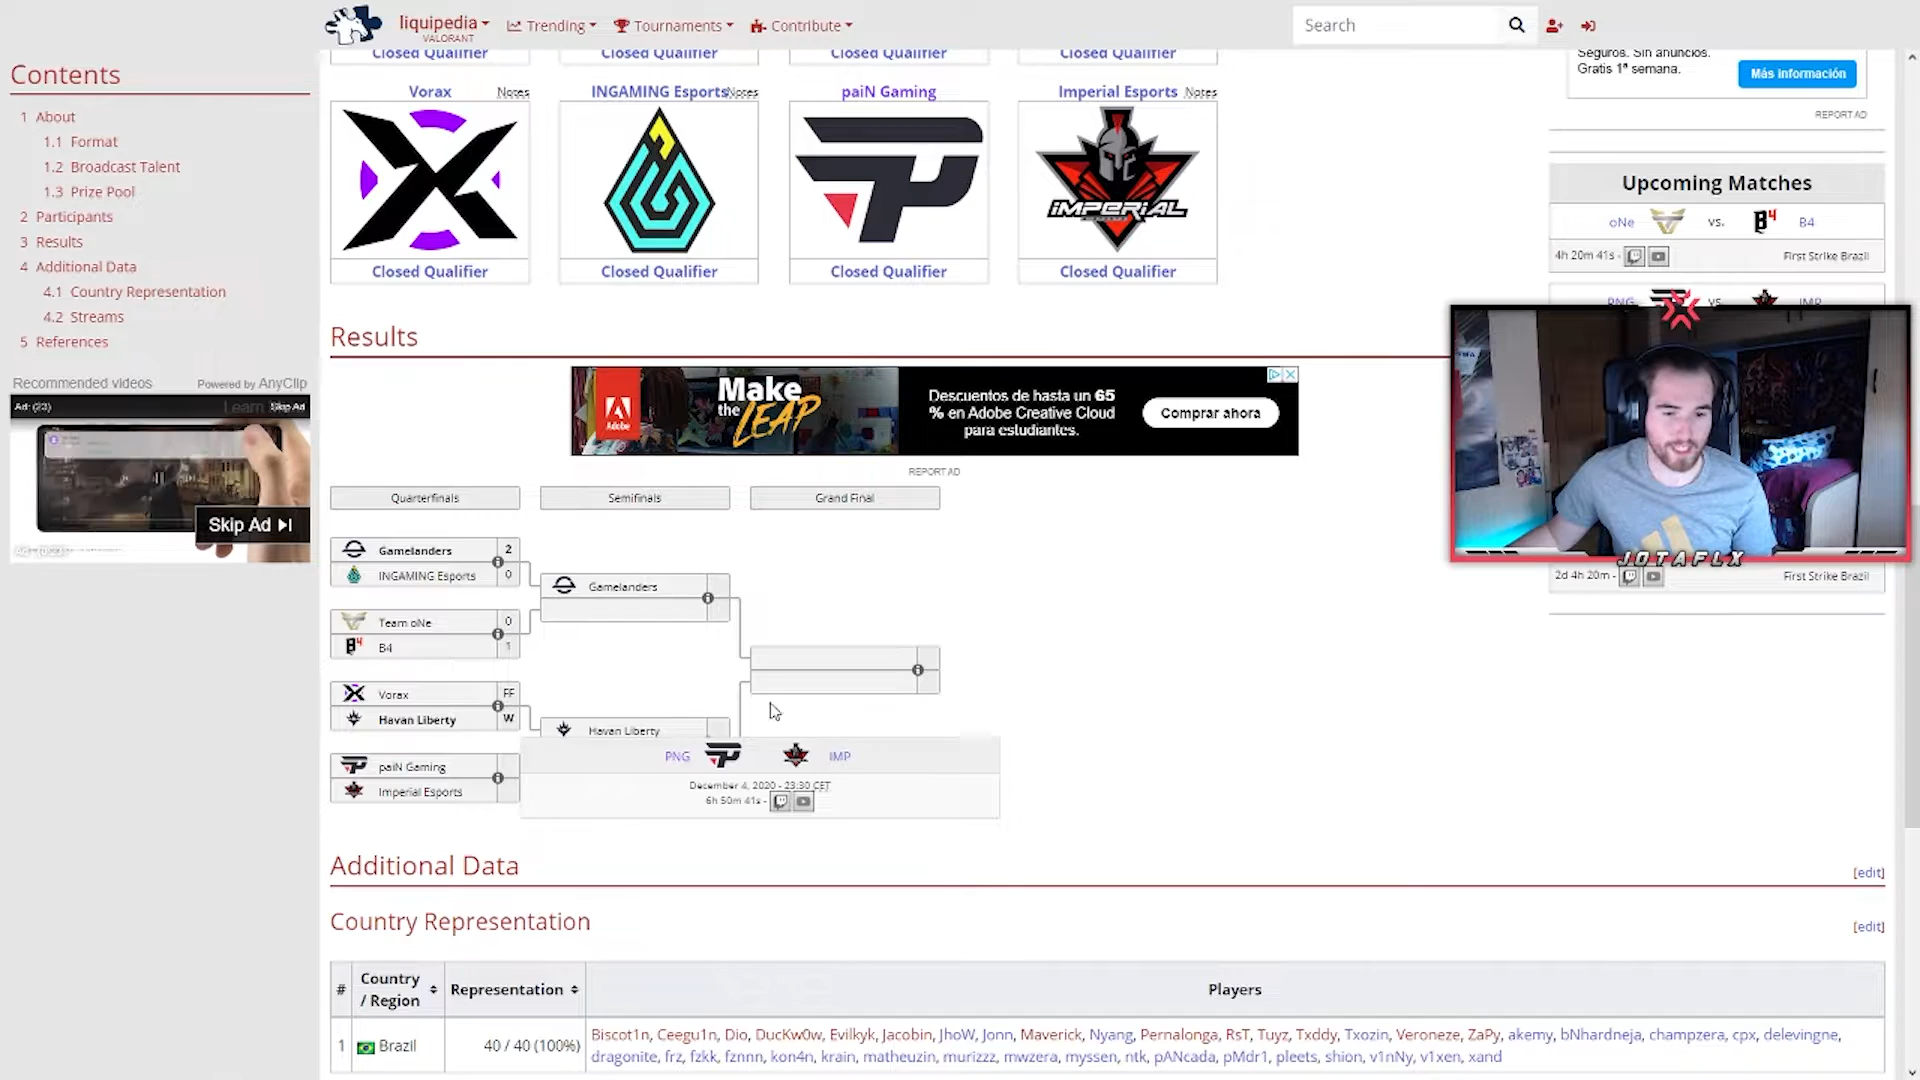 liquipedia
VALORANT
Trending
Tournaments
Contribute
Search
Contents
1 About
1.1 Format
1.2 Broadcast Talent
1.3 Prize Pool
2 Participants
3 Results
4 Additional Data
4.1 Country Representation
4.2 Streams
5 References
Recommended videos
Powered by AnyClip
Ad: (23)
Learn
Skip Ad
Skip Ad
Closed Qualifier
Closed Qualifier
Closed Qualifier
Closed Qualifier
Vorax
Notes
INGAMING Esports
Notes
paiN Gaming
Imperial Esports
Notes
IMPERIAL
Closed Qualifier
Closed Qualifier
Closed Qualifier
Closed Qualifier
Seguros. Sin anuncios.
Gratis 1ª semana.
Más información
REPORT AD
Upcoming Matches
oNe vs. B4
4h 20m 41s -
First Strike Brazil
PNG vs IMP
JOTAFLX
2d 4h 20m -
First Strike Brazil
Results
Adobe
Make
the LEAP
Descuentos de hasta un 65
% en Adobe Creative Cloud
para estudiantes.
Comprar ahora
REPORT AD
Quarterfinals
Semifinals
Grand Final
Gamelanders 2
INGAMING Esports 0
Team oNe 0
B4 1
Vorax FF
Havan Liberty W
paiN Gaming
Imperial Esports
Gamelanders
Havan Liberty
PNG IMP
December 4, 2020 - 23:30 CET
6h 50m 41s -
Additional Data
[edit]
Country Representation
[edit]
# Country / Region Representation Players
1 Brazil 40 / 40 (100%)
Biscot1n, Ceegu1n, Dio, DucKw0w, Evilkyk, Jacobin, JhoW, Jonn, Maverick, Nyang, Pernalonga, RsT, Tuyz, Txddy, Txozin, Veroneze, ZaPy, akemy, bNhardneja, champzera, cpx, delevingne,
dragonite, frz, fzkk, fznnn, kon4n, krain, matheuzin, murizzz, mwzera, myssen, ntk, pANcada, pMdr1, pleets, shion, v1nNy, v1xen, xand